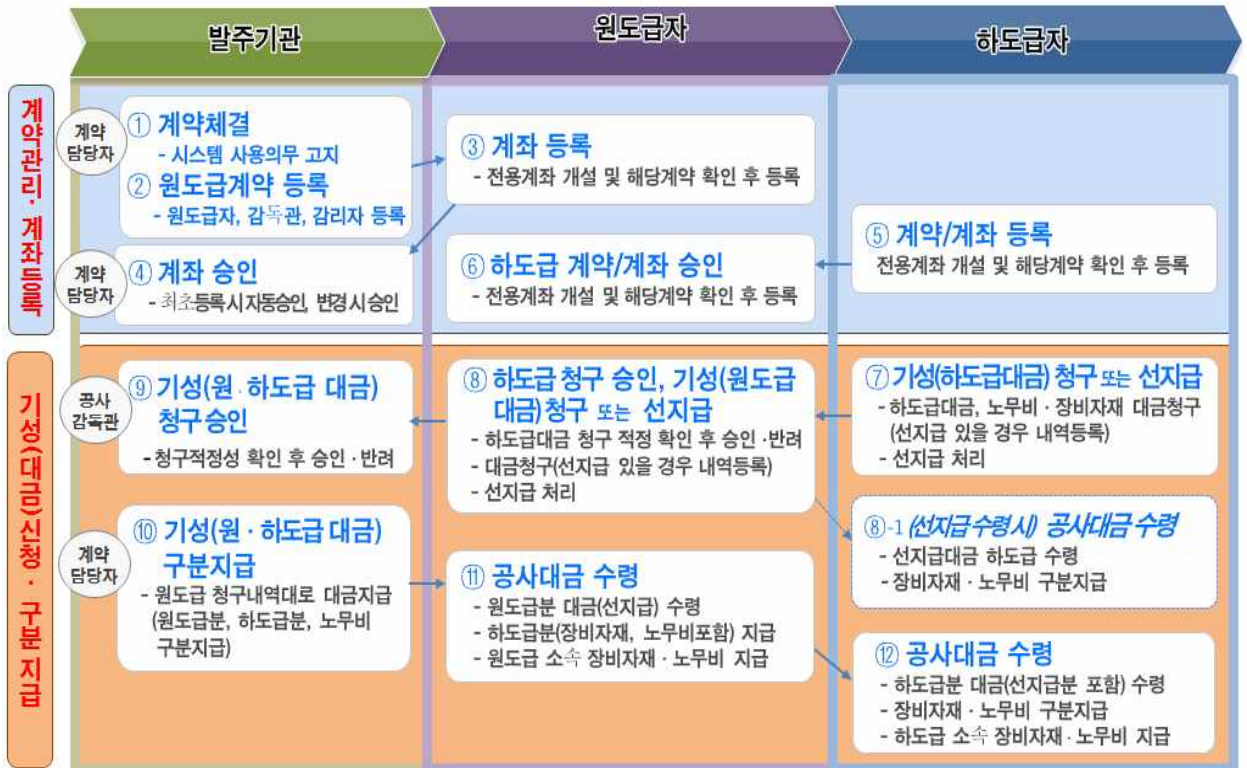 발주기관
원도급자
하도급자
계약관리·계좌등록
계약
담당자
① 계약체결
- 시스템 사용의무 고지
② 원도급계약 등록
- 원도급자, 감독관, 감리자 등록
③ 계좌 등록
- 전용계좌 개설 및 해당계약 확인 후 등록
계약
담당자
④ 계좌 승인
- 최초등록시자동승인, 변경시승인
⑥ 하도급 계약/계좌 승인
- 전용계좌 개설 및 해당계약 확인 후 등록
⑤ 계약/계좌 등록
전용계좌 개설 및 해당계약 확인 후 등록
기성(대금)신청·구분 지급
공사
감독관
⑨ 기성(원·하도급 대금)
청구 승인
- 청구적정성 확인 후 승인·반려
⑧ 하도급 청구 승인, 기성(원도급
대금)청구 또는 선지급
- 하도급대금 청구 적정 확인 후 승인·반려
- 대금청구(선지급 있을 경우 내역등록)
- 선지급 처리
⑦ 기성(하도급대금) 청구 또는 선지급
- 하도급대금, 노무비·장비자재 대금청구
(선지급 있을 경우 내역등록)
- 선지급 처리
⑧-1 (선지급 수령 시) 공사대금 수령
- 선지급대금 하도급 수령
- 장비자재·노무비 구분지급
계약
담당자
⑩ 기성(원·하도급 대금)
구분지급
- 원도급 청구내역대로 대금지급
(원도급분, 하도급분, 노무비
구분지급)
⑪ 공사대금 수령
- 원도급분 대금(선지급) 수령
- 하도급분(장비자재, 노무비포함) 지급
- 원도급 소속 장비자재·노무비 지급
⑫ 공사대금 수령
- 하도급분 대금(선지급분 포함) 수령
- 장비자재·노무비 구분지급
- 하도급 소속 장비자재·노무비 지급